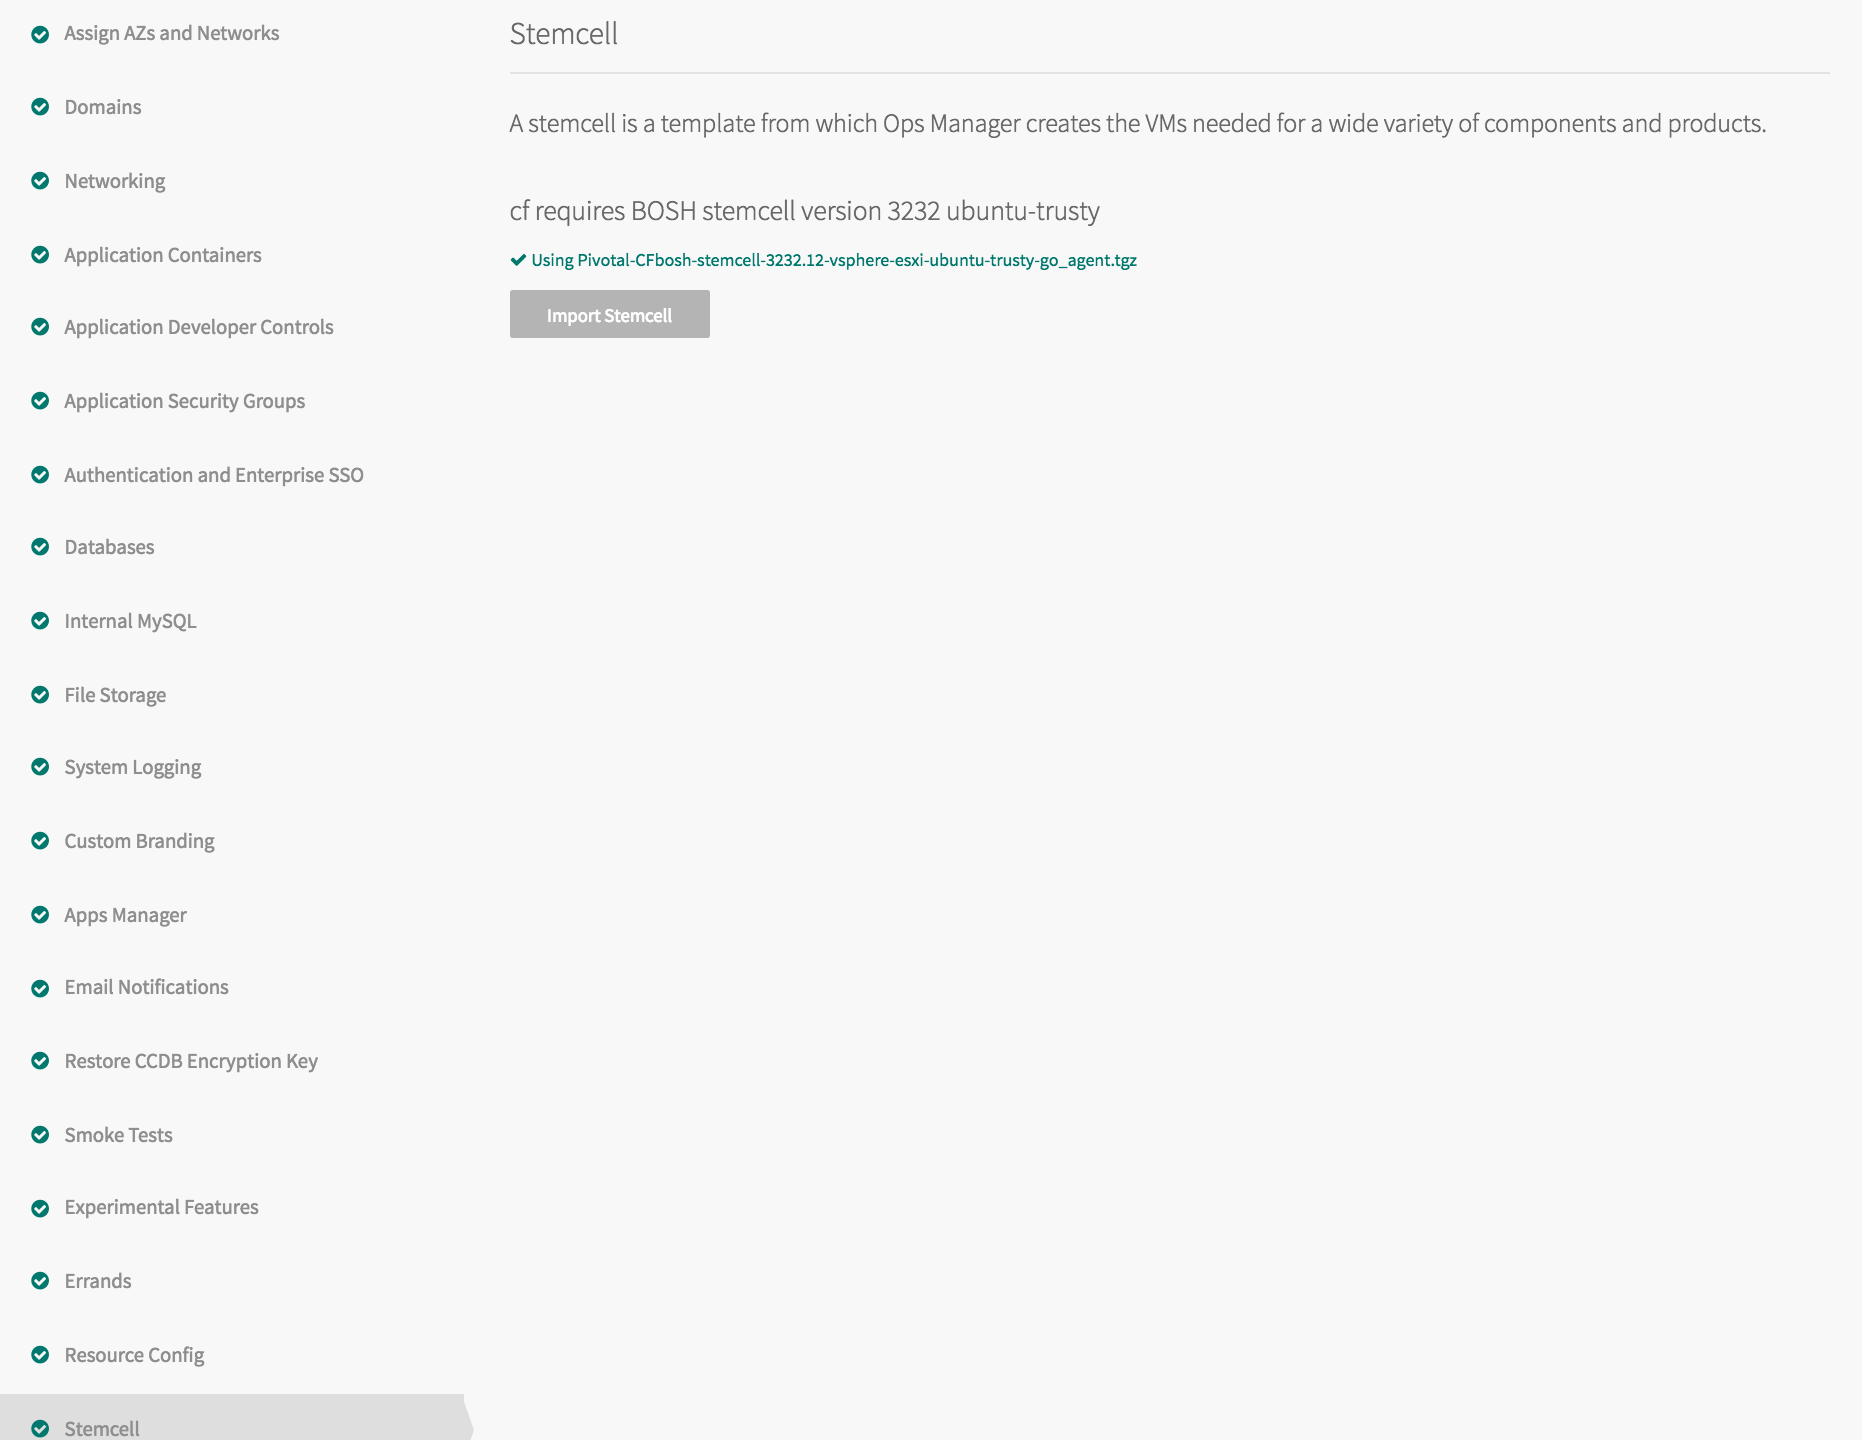 Assign AZs and Networks
Domains
Networking
Application Containers
Application Developer Controls
Application Security Groups
Authentication and Enterprise SSO
Databases
Internal MySQL
File Storage
System Logging
Custom Branding
Apps Manager
Email Notifications
Restore CCDB Encryption Key
Smoke Tests
Experimental Features
Errands
Resource Config
Stemcell
Stemcell
A stemcell is a template from which Ops Manager creates the VMs needed for a wide variety of components and products.
cf requires BOSH stemcell version 3232 ubuntu-trusty
Using Pivotal-CFbosh-stemcell-3232.12-vsphere-esxi-ubuntu-trusty-go_agent.tgz
Import Stemcell